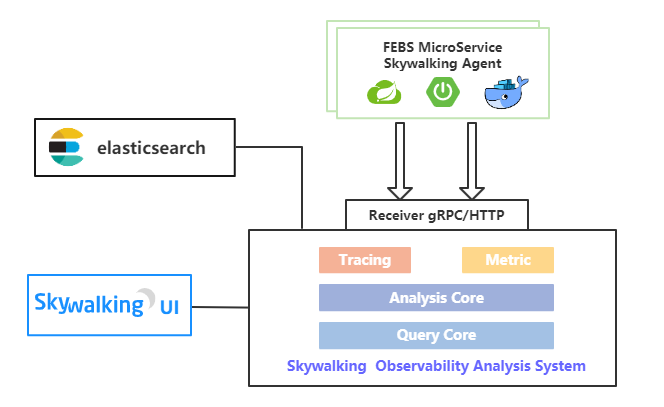 FEBS MicroService
Skywalking Agent
elasticsearch
Receiver gRPC/HTTP
Tracing
Metric
Analysis Core
Skywalking UI
Query Core
Skywalking Observability Analysis System